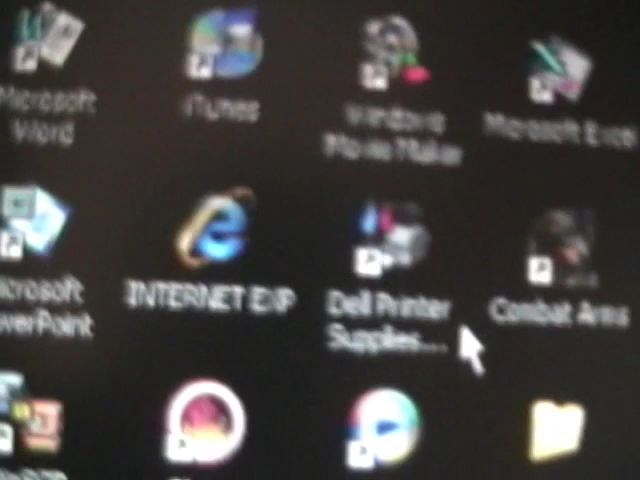 Microsoft
Word
iTunes
Windows
Movie Maker
Microsoft Excel
Microsoft
PowerPoint
INTERNET EXP
Dell Printer
Supplies...
Combat Arms